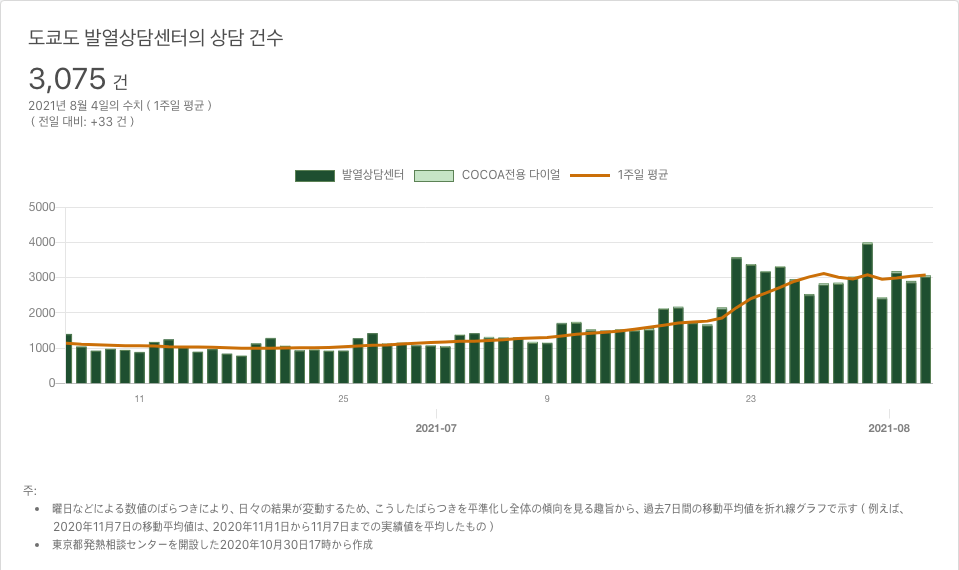 도쿄도 발열상담센터의 상담 건수
3,075 건
2021년 8월 4일의 수치 ( 1주일 평균 )
( 전일 대비: +33 건 )
발열상담센터 COCOA전용 다이얼 1주일 평균
5000
4000
3000
2000
1000
0
11 25 9 23
2021-07 2021-08
주:
• 曜日などによる数値のばらつきにより、日々の結果が変動するため、こうしたばらつきを平準化し全体の傾向を見る趣旨から、過去7日間の移動平均値を折れ線グラフで示す ( 例えば、
2020年11月7日の移動平均値は、2020年11月1日から11月7日までの実績値を平均したもの )
• 東京都発熱相談センターを開設した2020年10月30日17時から作成